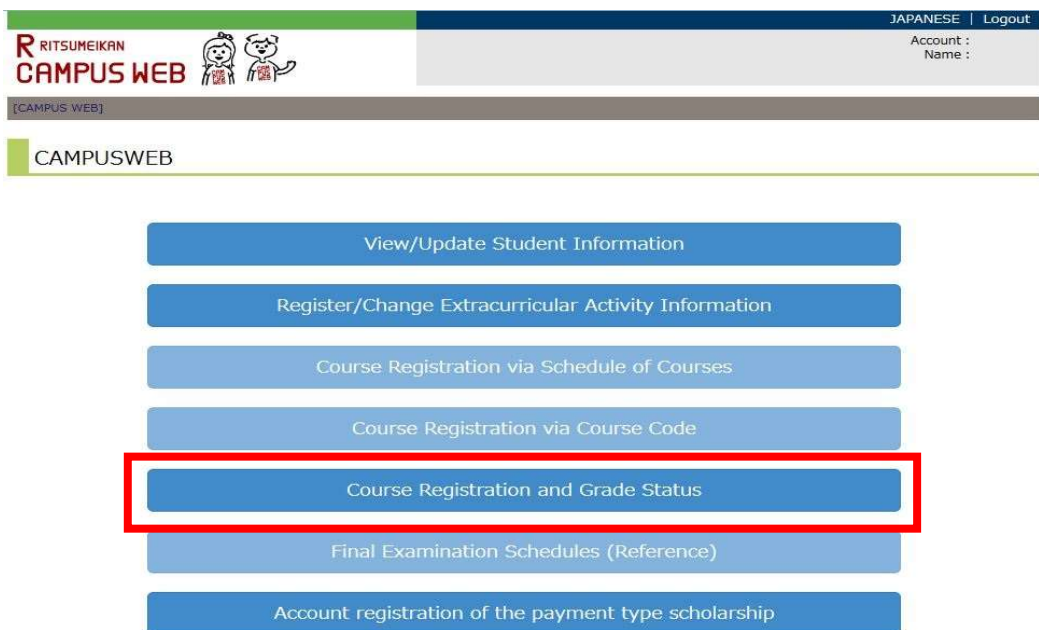 JAPANESE | Logout
R RITSUMEIKAN
CAMPUS WEB
Account :
Name :
[CAMPUS WEB]
CAMPUSWEB
View/Update Student Information
Register/Change Extracurricular Activity Information
Course Registration via Schedule of Courses
Course Registration via Course Code
Course Registration and Grade Status
Final Examination Schedules (Reference)
Account registration of the payment type scholarship